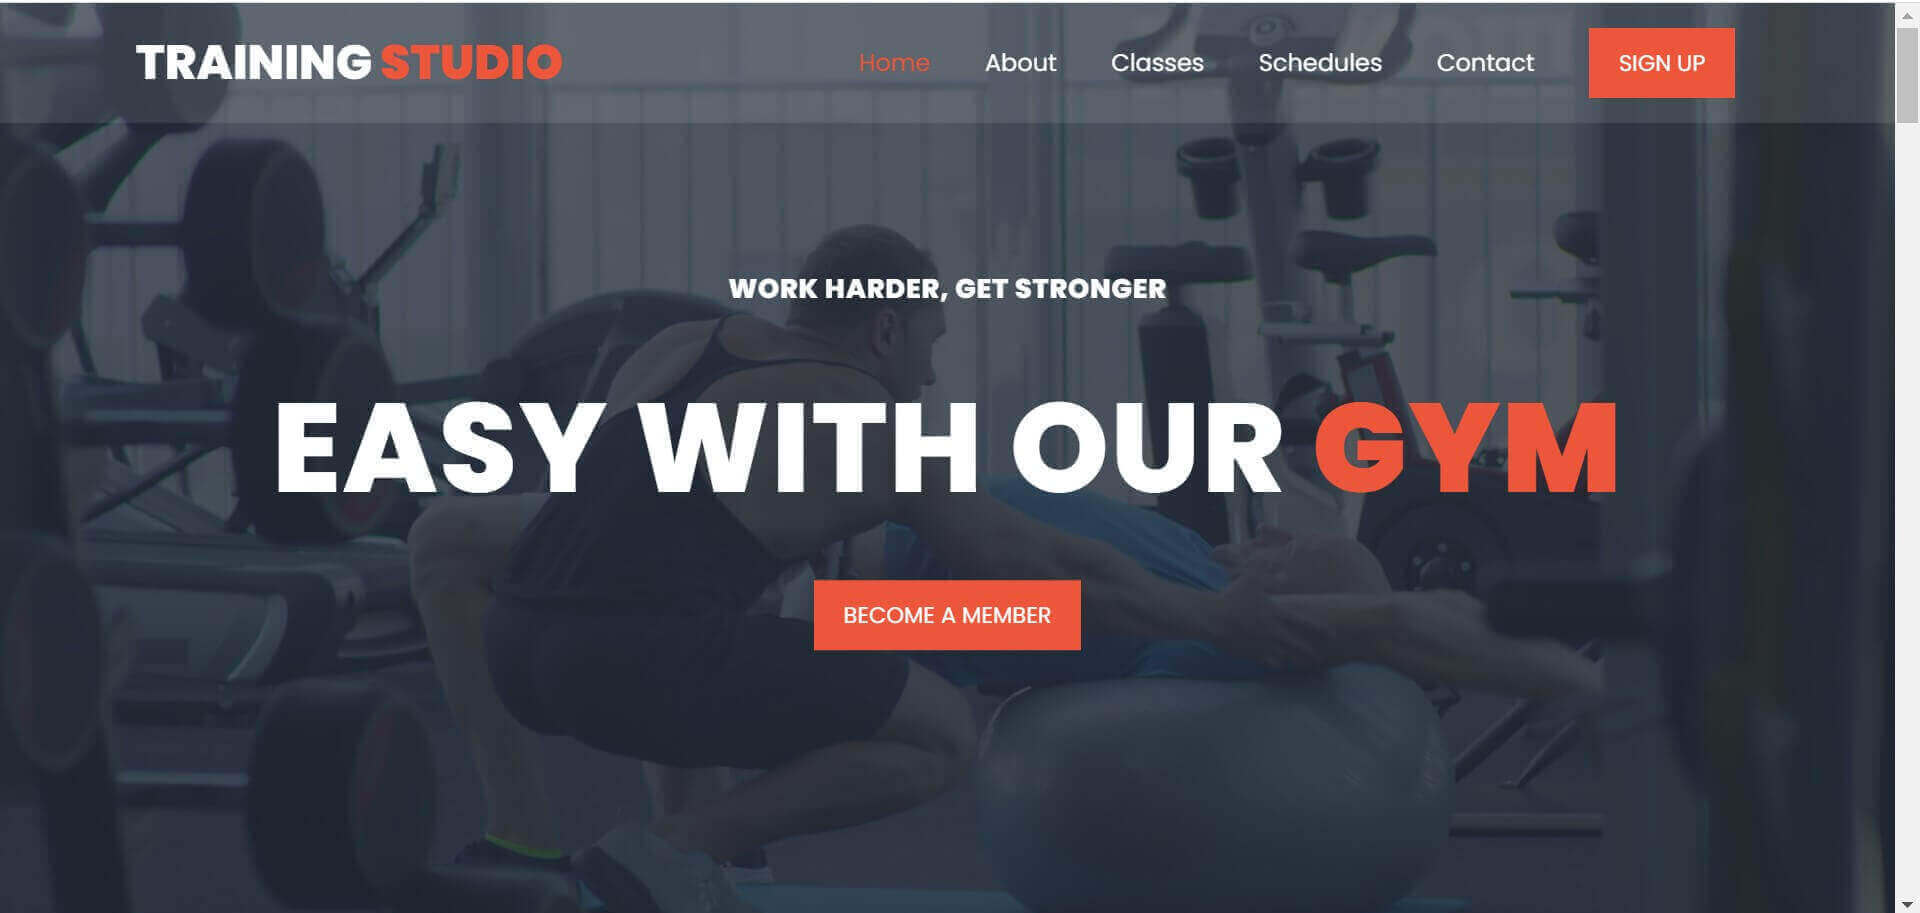 TRAINING STUDIO
Home About Classes Schedules Contact SIGN UP
WORK HARDER, GET STRONGER
EASY WITH OUR GYM
BECOME A MEMBER